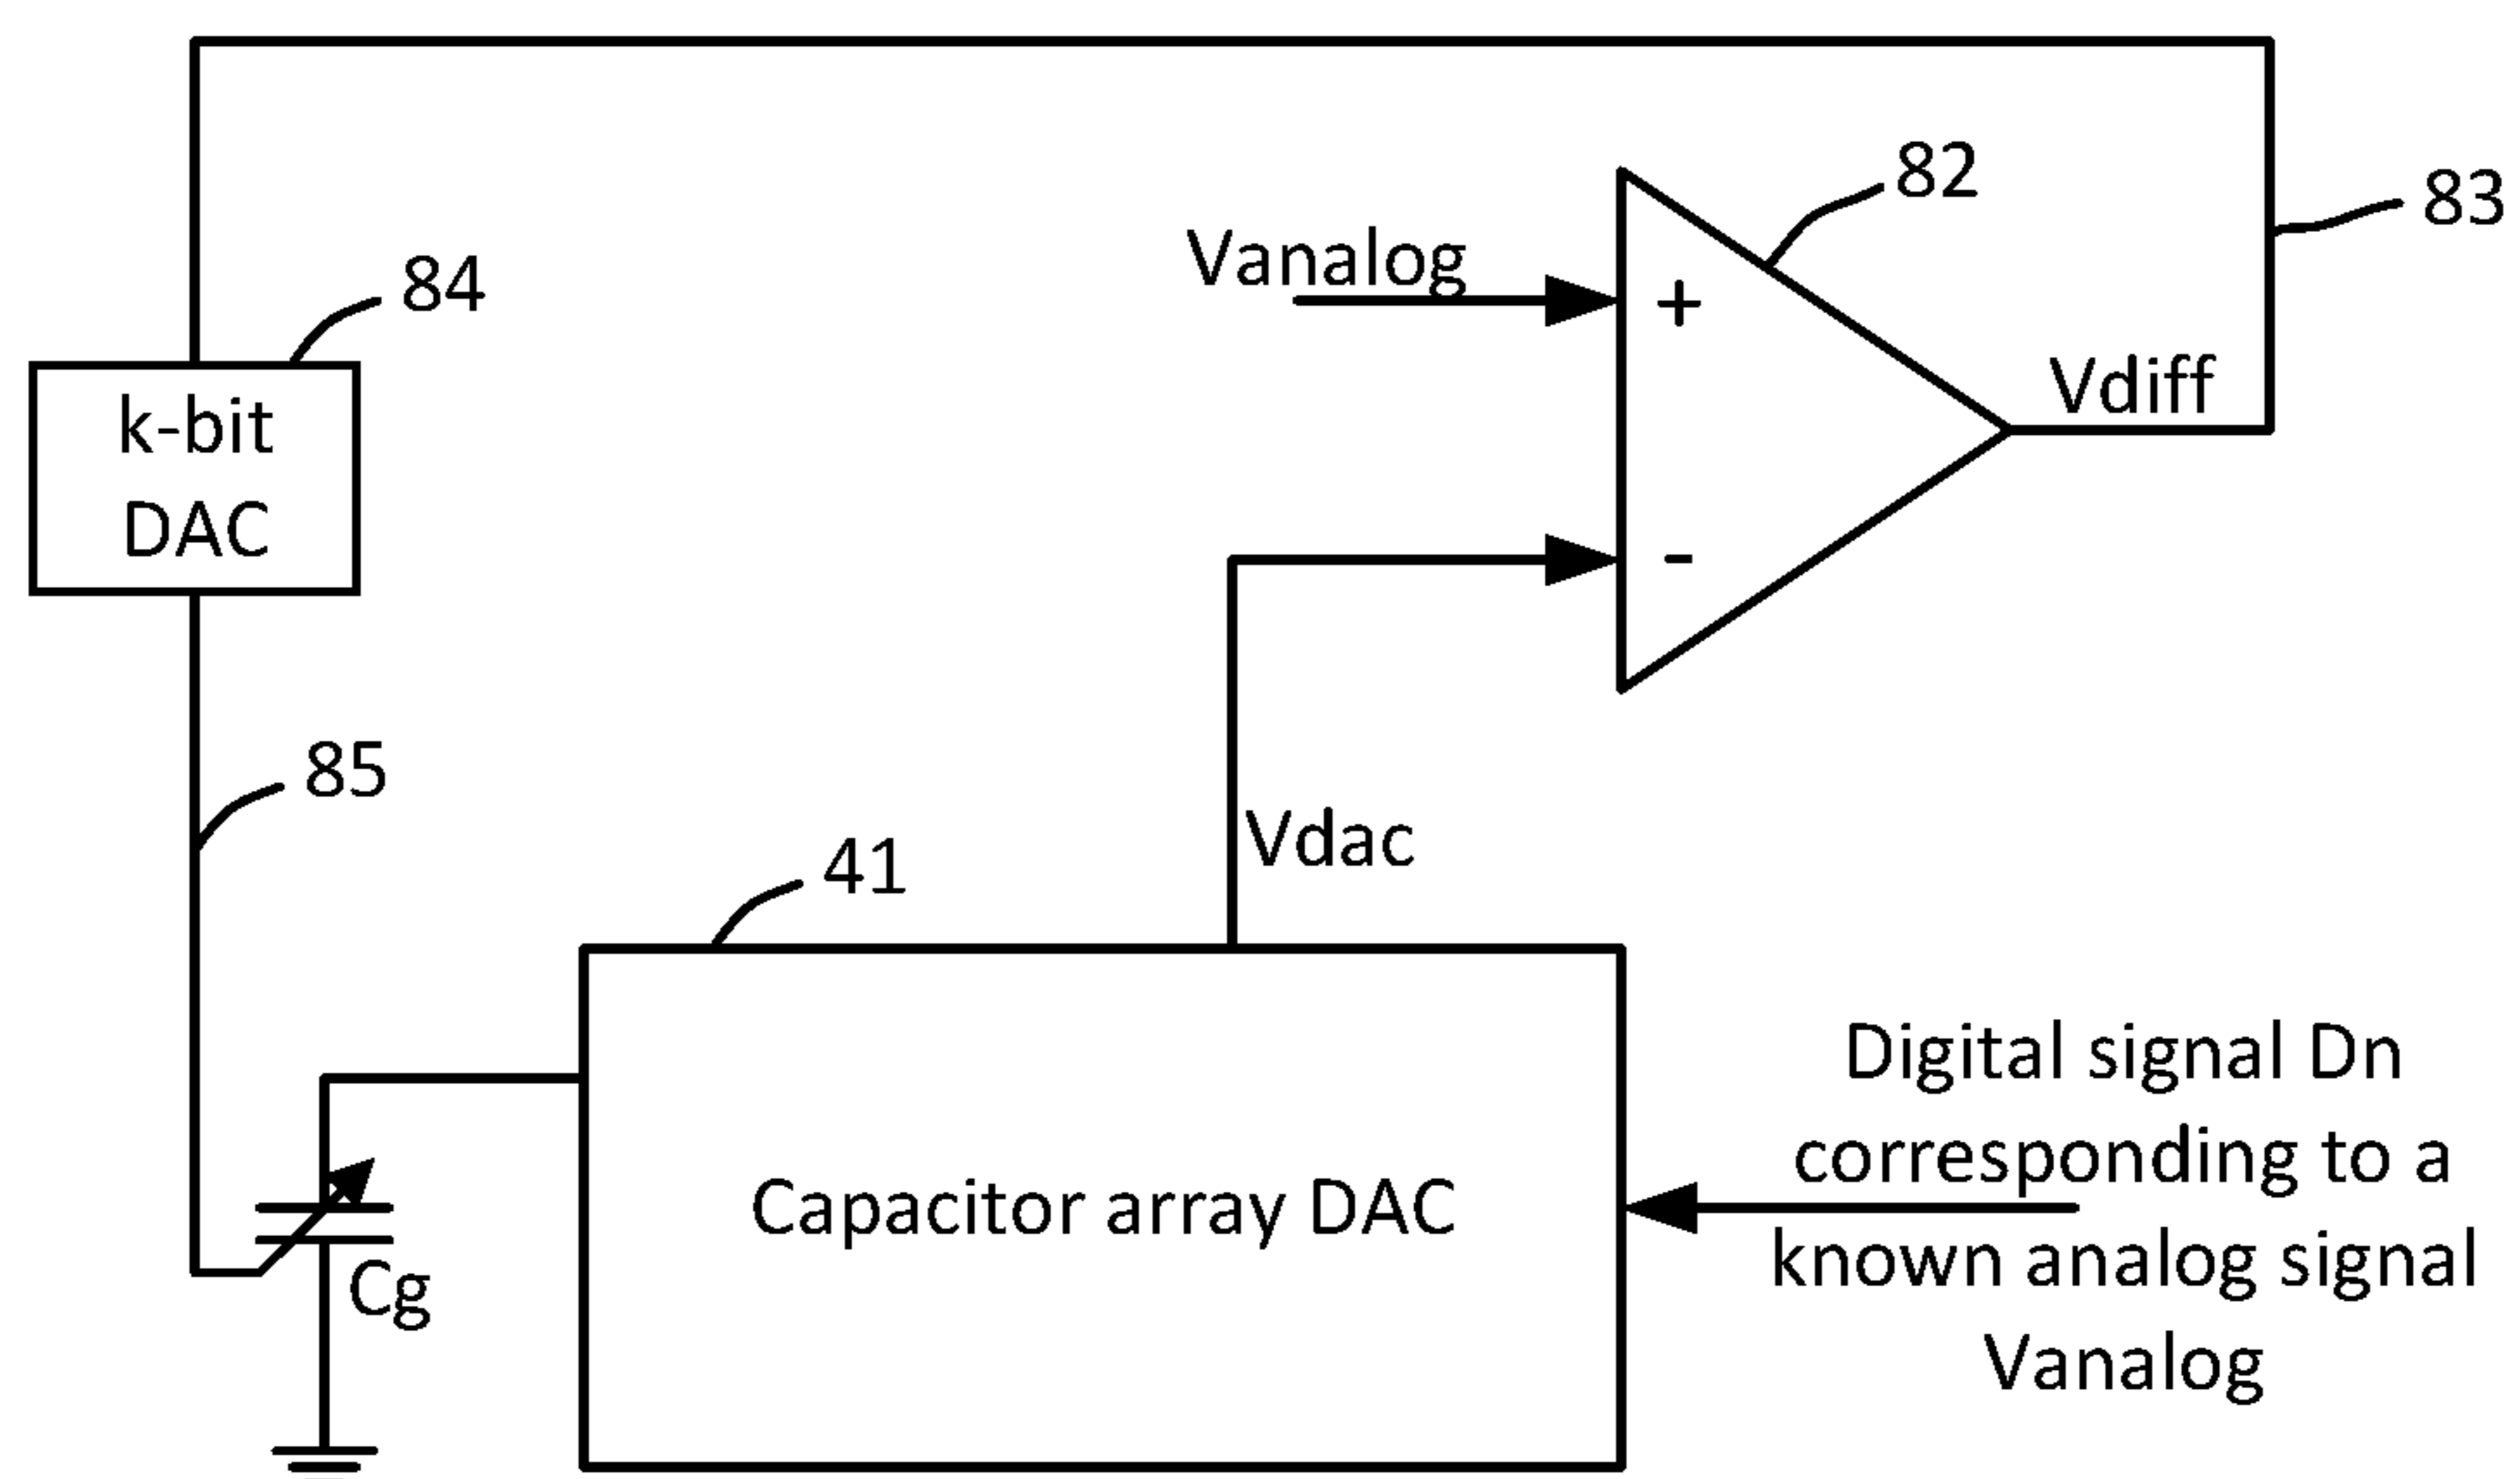 82
83
Vanalog
84
+
Vdiff
k-bit
DAC
-
85
Vdac
41
Digital signal Dn
corresponding to a
known analog signal
Vanalog
Capacitor array DAC
Cg